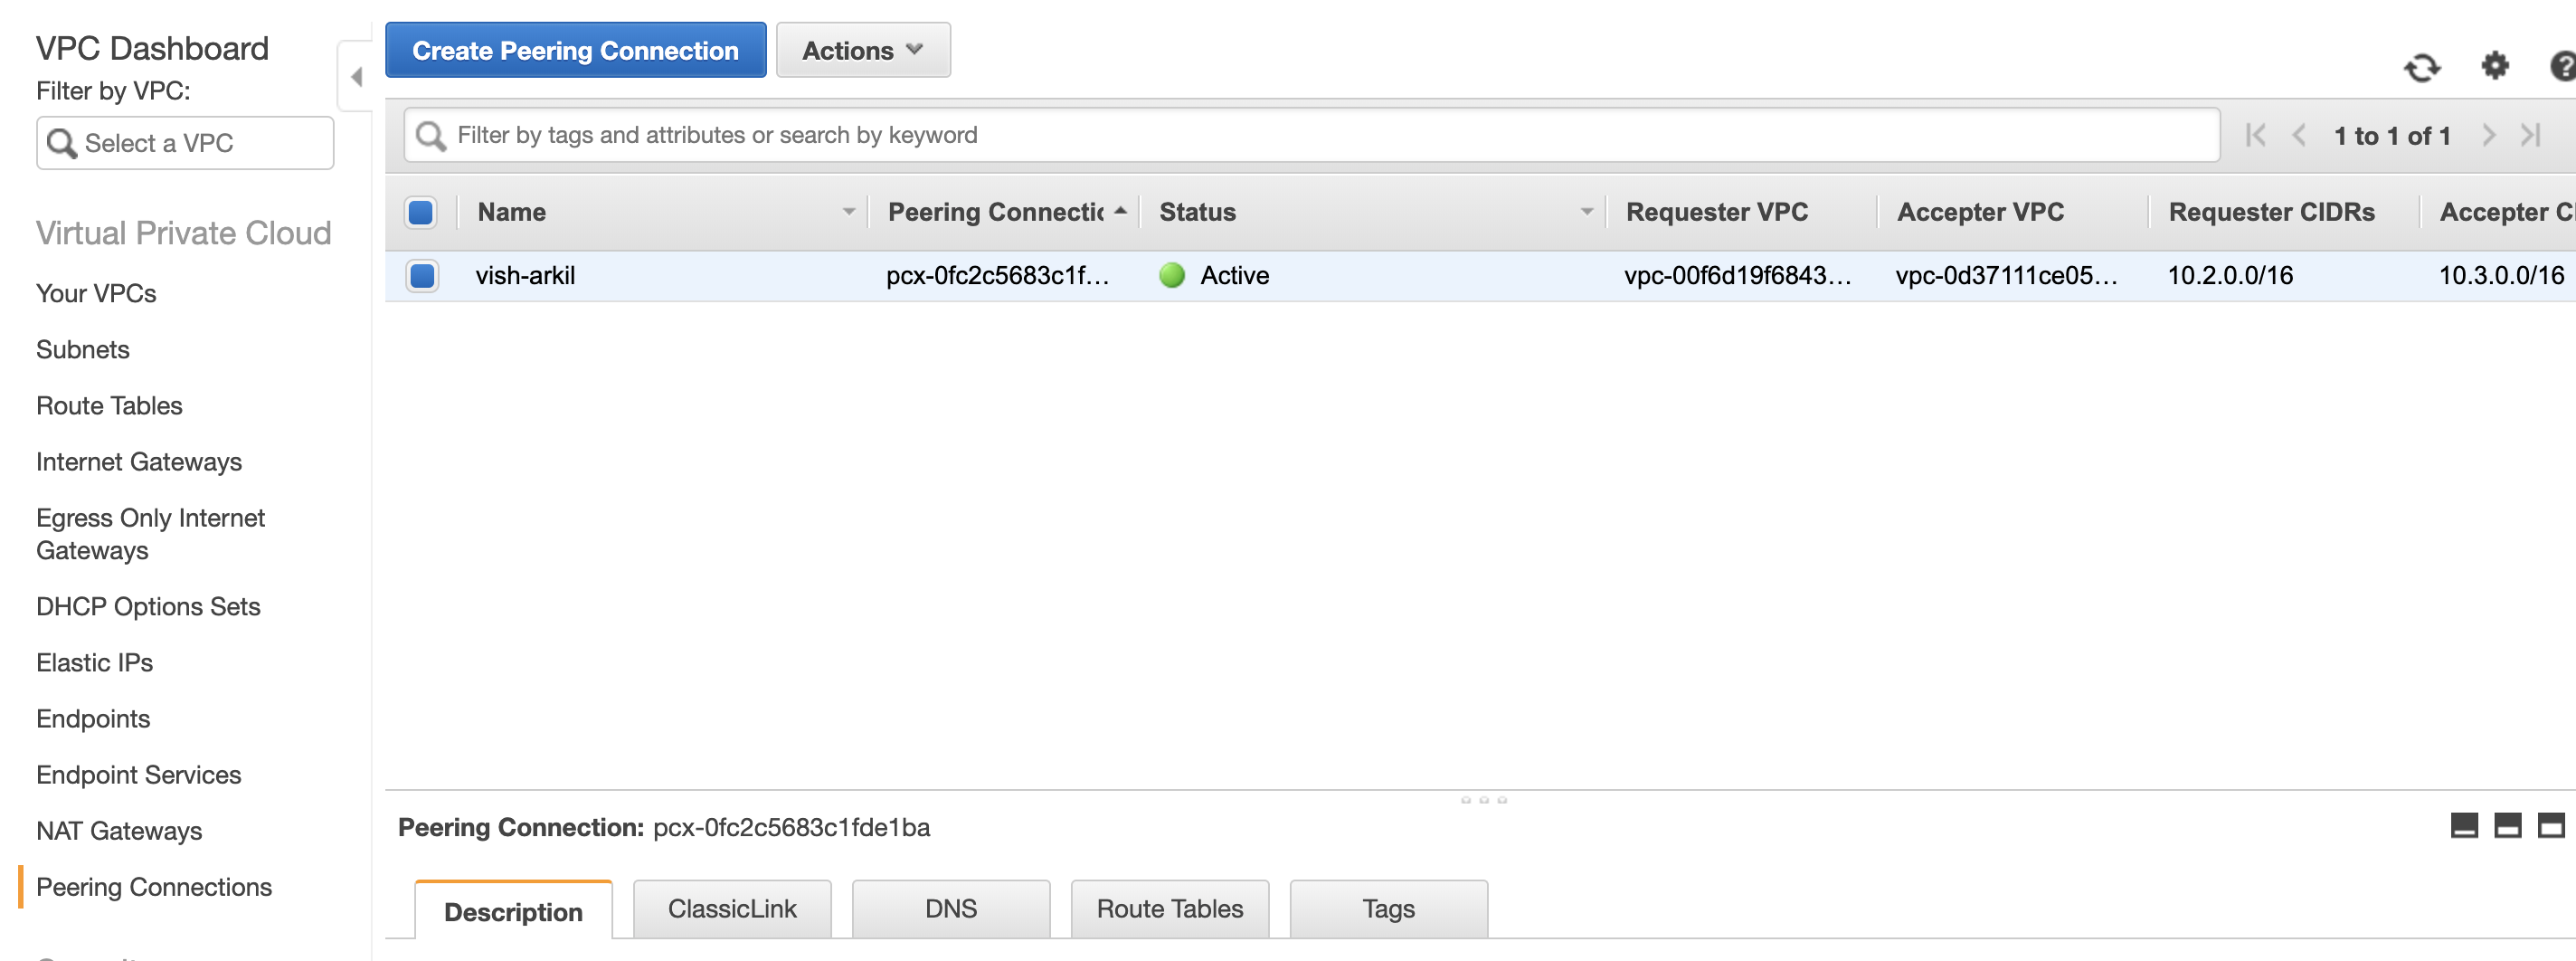 VPC Dashboard
Filter by VPC:
Select a VPC
Virtual Private Cloud
Your VPCs
Subnets
Route Tables
Internet Gateways
Egress Only Internet
Gateways
DHCP Options Sets
Elastic IPs
Endpoints
Endpoint Services
NAT Gateways
Peering Connections
Create Peering Connection Actions
Filter by tags and attributes or search by keyword 1 to 1 of 1
Name Peering Connectic Status Requester VPC Accepter VPC Requester CIDRs Accepter CI
vish-arkil pcx-0fc2c5683c1f... Active vpc-00f6d19f6843... vpc-0d37111ce05... 10.2.0.0/16 10.3.0.0/16
Peering Connection: pcx-0fc2c5683c1fde1ba
Description ClassicLink DNS Route Tables Tags